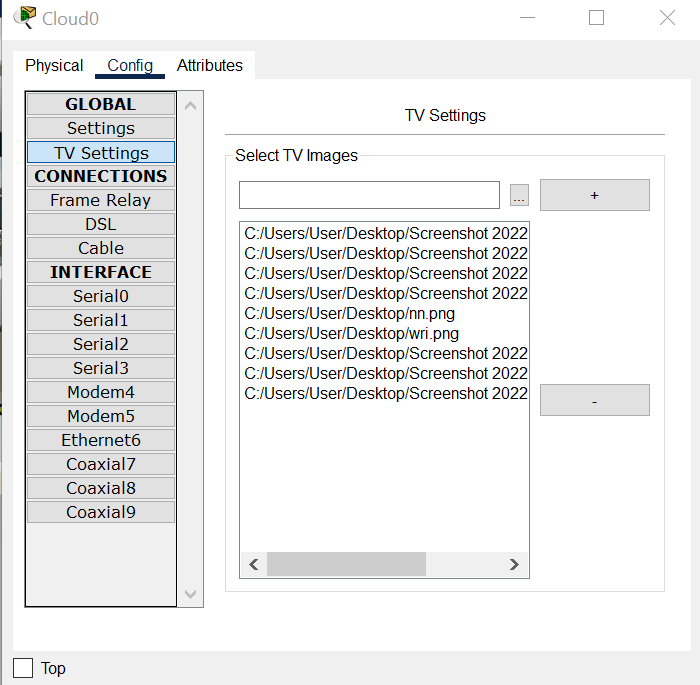 Cloud0
Physical Config Attributes
GLOBAL
Settings
TV Settings
CONNECTIONS
Frame Relay
DSL
Cable
INTERFACE
Serial0
Serial1
Serial2
Serial3
Modem4
Modem5
Ethernet6
Coaxial7
Coaxial8
Coaxial9
TV Settings
Select TV Images
... +
C:/Users/User/Desktop/Screenshot 2022
C:/Users/User/Desktop/Screenshot 2022
C:/Users/User/Desktop/Screenshot 2022
C:/Users/User/Desktop/Screenshot 2022
C:/Users/User/Desktop/nn.png
C:/Users/User/Desktop/wri.png
C:/Users/User/Desktop/Screenshot 2022
C:/Users/User/Desktop/Screenshot 2022
C:/Users/User/Desktop/Screenshot 2022
-
Top